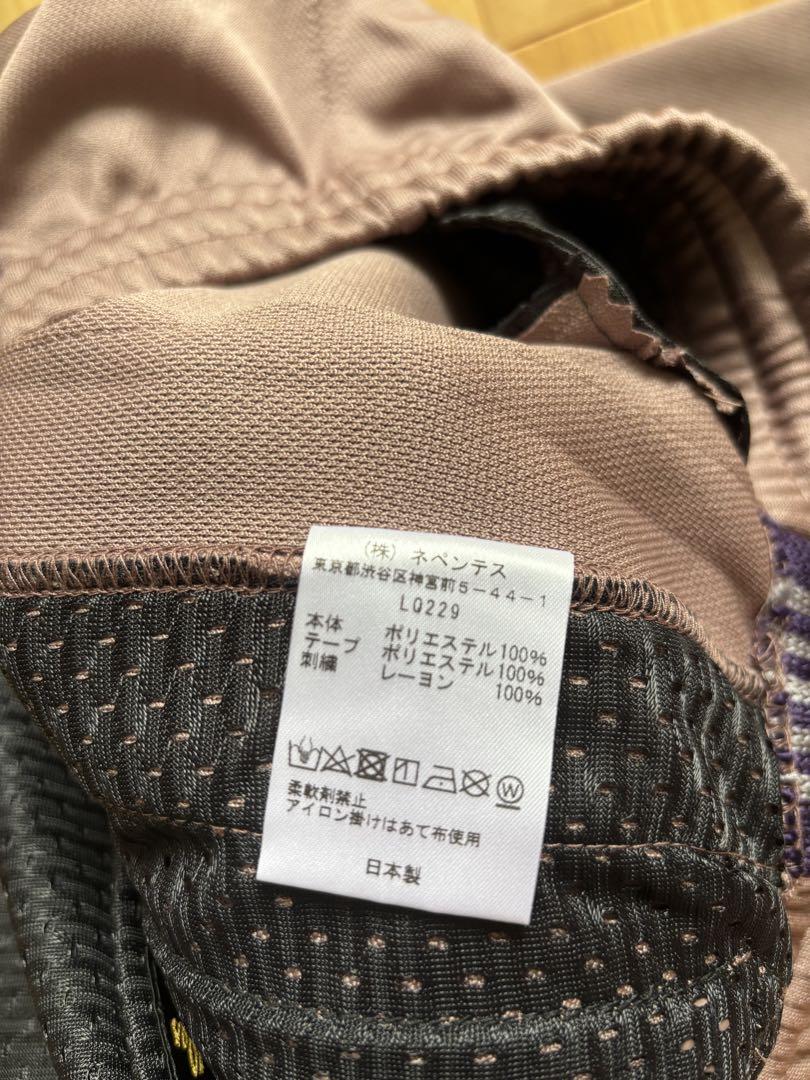 (株) ネペンテス
東京都渋谷区神宮前5-44-1
LQ229
本体 ポリエステル100%
テープ ポリエステル100%
刺繍 レーヨン 100%
W
柔軟剤禁止
アイロン掛けはあて布使用
日本製